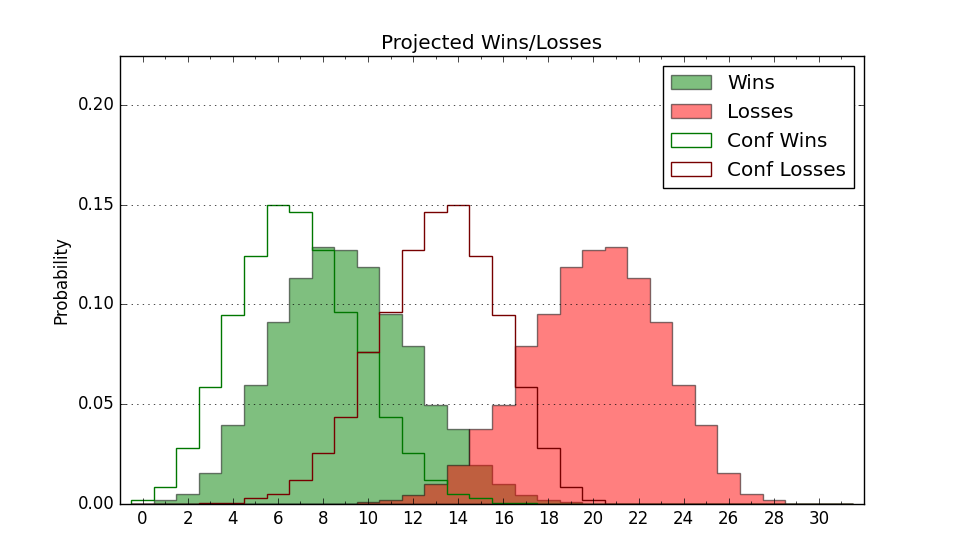 Projected Wins/Losses
Wins
Losses
Conf Wins
Conf Losses
Probability
0.20
0.15
0.10
0.05
0.00
0 2 4 6 8 10 12 14 16 18 20 22 24 26 28 30